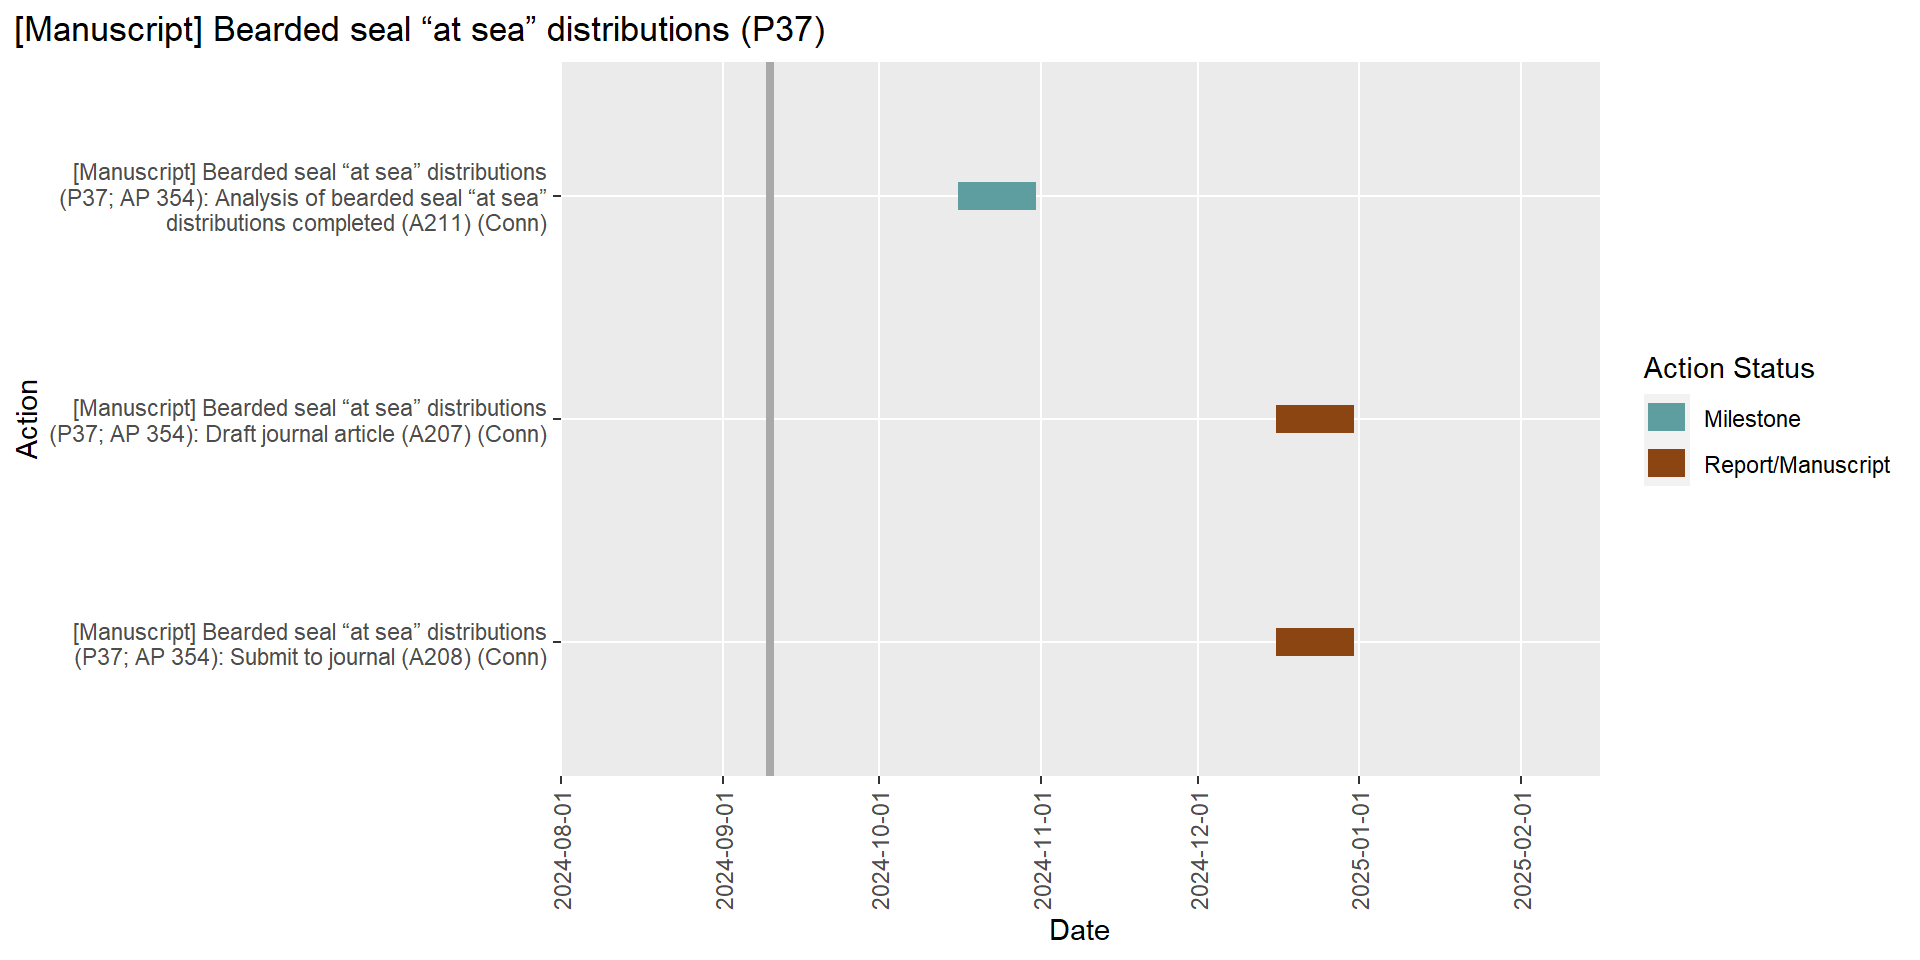 [Manuscript] Bearded seal “at sea” distributions (P37)
[Manuscript] Bearded seal “at sea” distributions
(P37; AP 354): Analysis of bearded seal “at sea”
distributions completed (A211) (Conn)
[Manuscript] Bearded seal “at sea” distributions
(P37; AP 354): Draft journal article (A207) (Conn)
[Manuscript] Bearded seal “at sea” distributions
(P37; AP 354): Submit to journal (A208) (Conn)
Action
2024-08-01
2024-09-01
2024-10-01
2024-11-01
2024-12-01
2025-01-01
2025-02-01
Date
Action Status
Milestone
Report/Manuscript